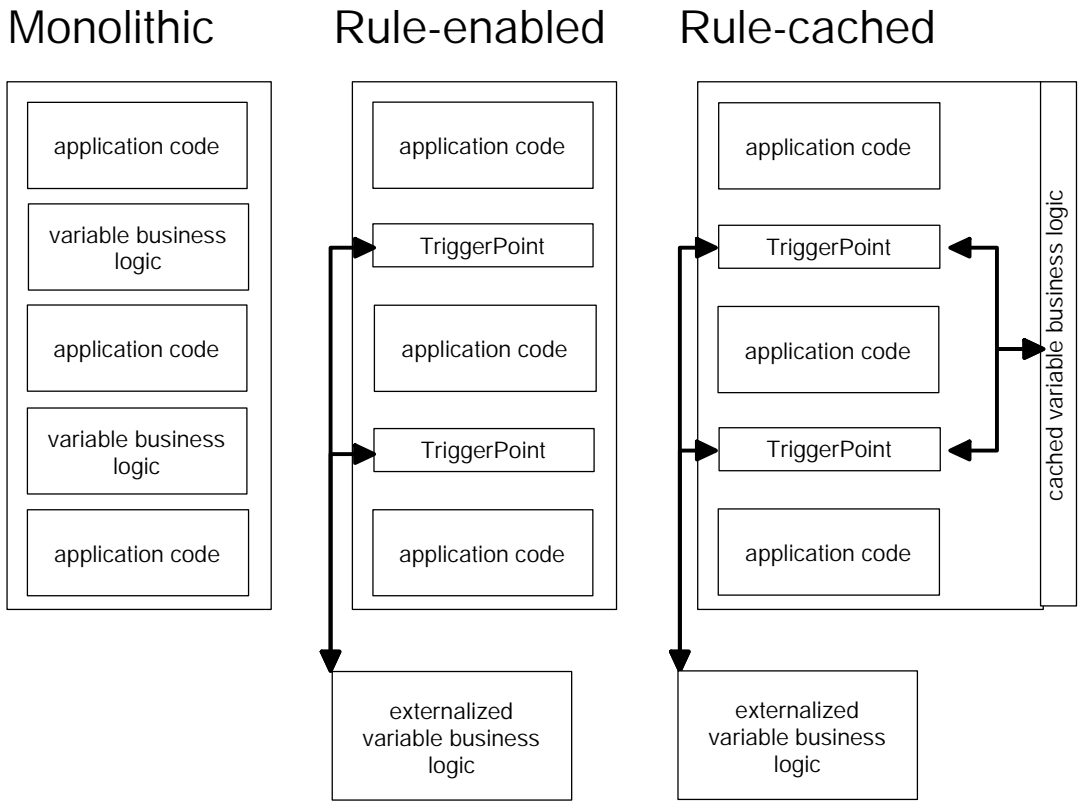 Monolithic
application code
variable business
logic
application code
variable business
logic
application code
Rule-enabled
application code
TriggerPoint
application code
TriggerPoint
application code
externalized
variable business
logic
Rule-cached
application code
TriggerPoint
application code
TriggerPoint
application code
cached variable business logic
externalized
variable business
logic